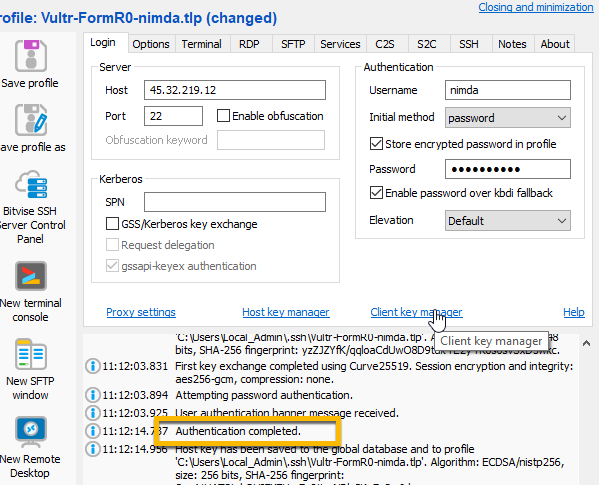 rofile: Vultr-FormR0-nimda.tlp (changed)
Closing and minimization
Save profile
ave profile as
Bitvise SSH
Server Control
Panel
New terminal
console
New SFTP
window
New Remote
Desktop
Login Options Terminal RDP SFTP Services C2S S2C SSH Notes About
Server
Host 45.32.219.12
Port 22 Enable obfuscation
Obfuscation keyword
Kerberos
SPN
GSS/Kerberos key exchange
Request delegation
gssapi-keyex authentication
Authentication
Username nimda
Initial method password
Store encrypted password in profile
Password ●●●●●●●●●●
Enable password over kbdi fallback
Elevation Default
Proxy settings Host key manager Client key manager Help
Client key manager
'C:\Users\Local_Admin\.ssh\Vultr-FormR0-nimda.tlp'.
bits, SHA-256 fingerprint:
11:12:03.831 First key exchange completed using Curve25519. Session encryption and integrity:
aes256-gcm, compression: none.
11:12:03.894 Attempting password authentication.
11:12:03.925 User authentication banner message received.
11:12:14.737 Authentication completed.
11:12:14.956 Host key has been saved to the global database and to profile
'C:\Users\Local_Admin\.ssh\Vultr-FormR0-nimda.tlp'. Algorithm: ECDSA/nistp256,
size: 256 bits, SHA-256 fingerprint: